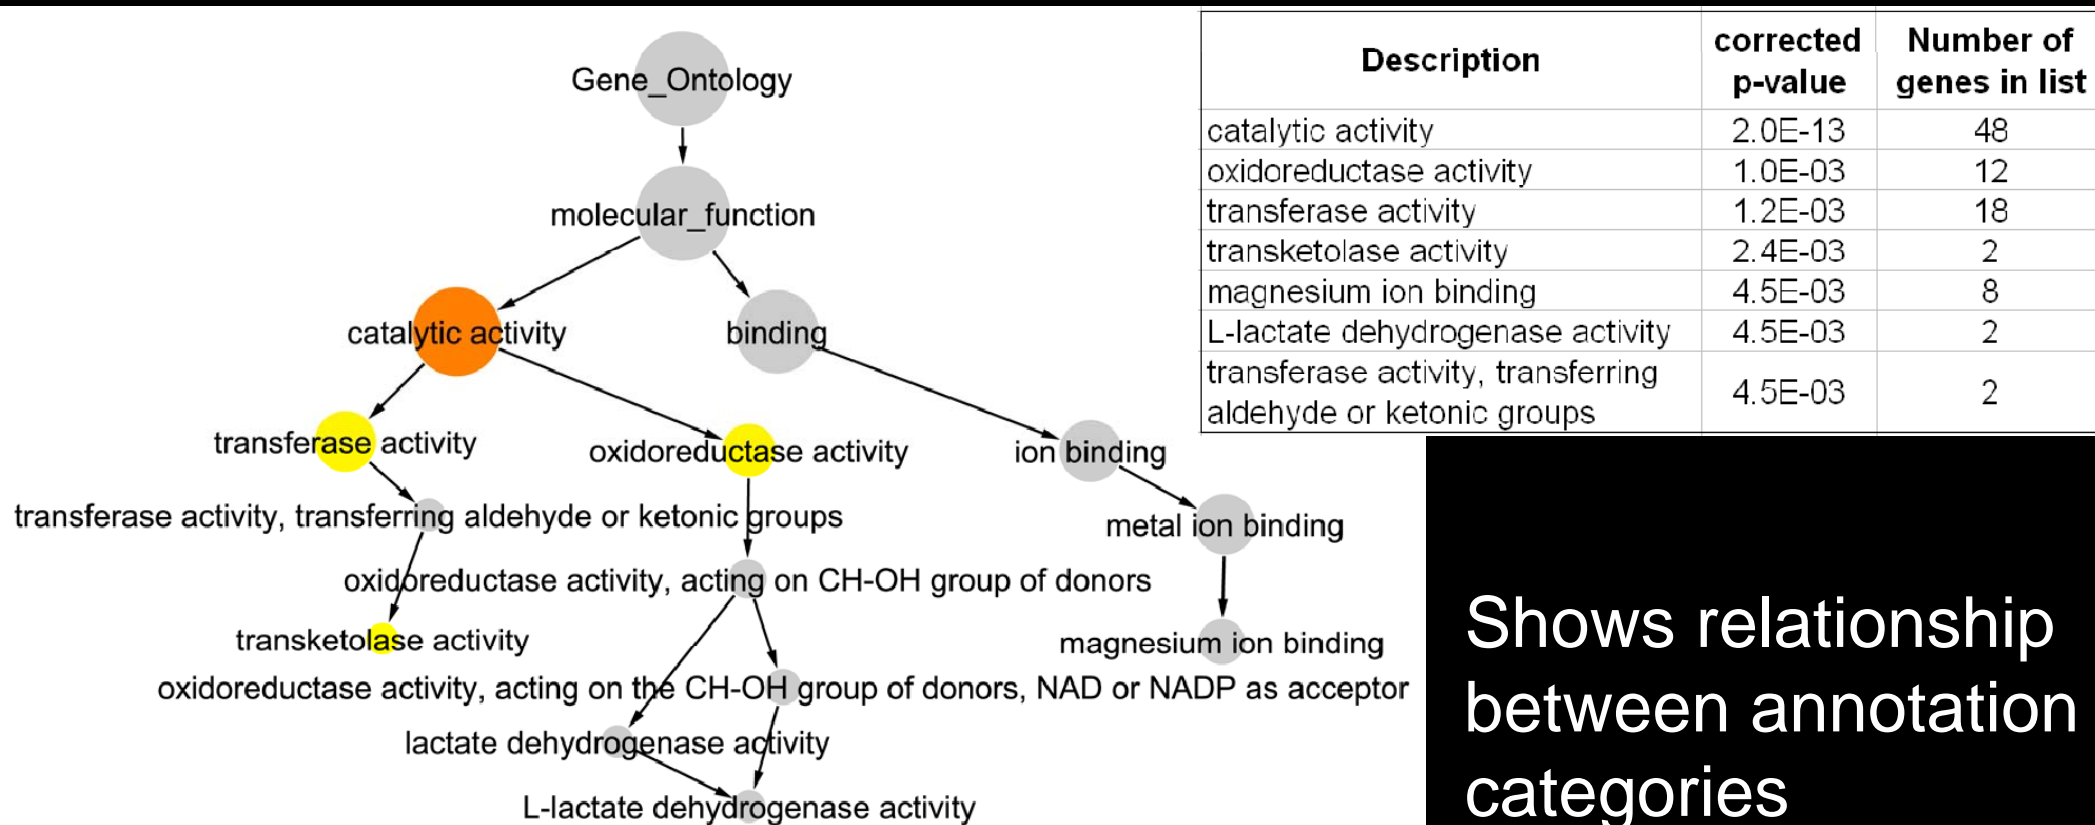 Gene_Ontology
molecular_function
catalytic activity
binding
transferase activity
oxidoreductase activity
ion binding
transferase activity, transferring aldehyde or ketonic groups
metal ion binding
oxidoreductase activity, acting on CH-OH group of donors
transketolase activity
magnesium ion binding
oxidoreductase activity, acting on the CH-OH group of donors, NAD or NADP as acceptor
lactate dehydrogenase activity
L-lactate dehydrogenase activity
Description corrected p-value Number of genes in list
catalytic activity 2.0E-13 48
oxidoreductase activity 1.0E-03 12
transferase activity 1.2E-03 18
transketolase activity 2.4E-03 2
magnesium ion binding 4.5E-03 8
L-lactate dehydrogenase activity 4.5E-03 2
transferase activity, transferring
aldehyde or ketonic groups 4.5E-03 2
Shows relationship
between annotation
categories